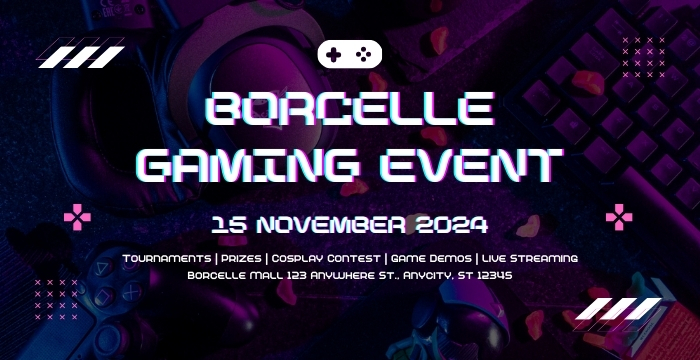 BORCELLE
GAMING EVENT
15 NOVEMBER 2024
TOURNAMENTS | PRIZES | COSPLAY CONTEST | GAME DEMOS | LIVE STREAMING
BORCELLE MALL 123 ANYWHERE ST., ANYCITY, ST 12345